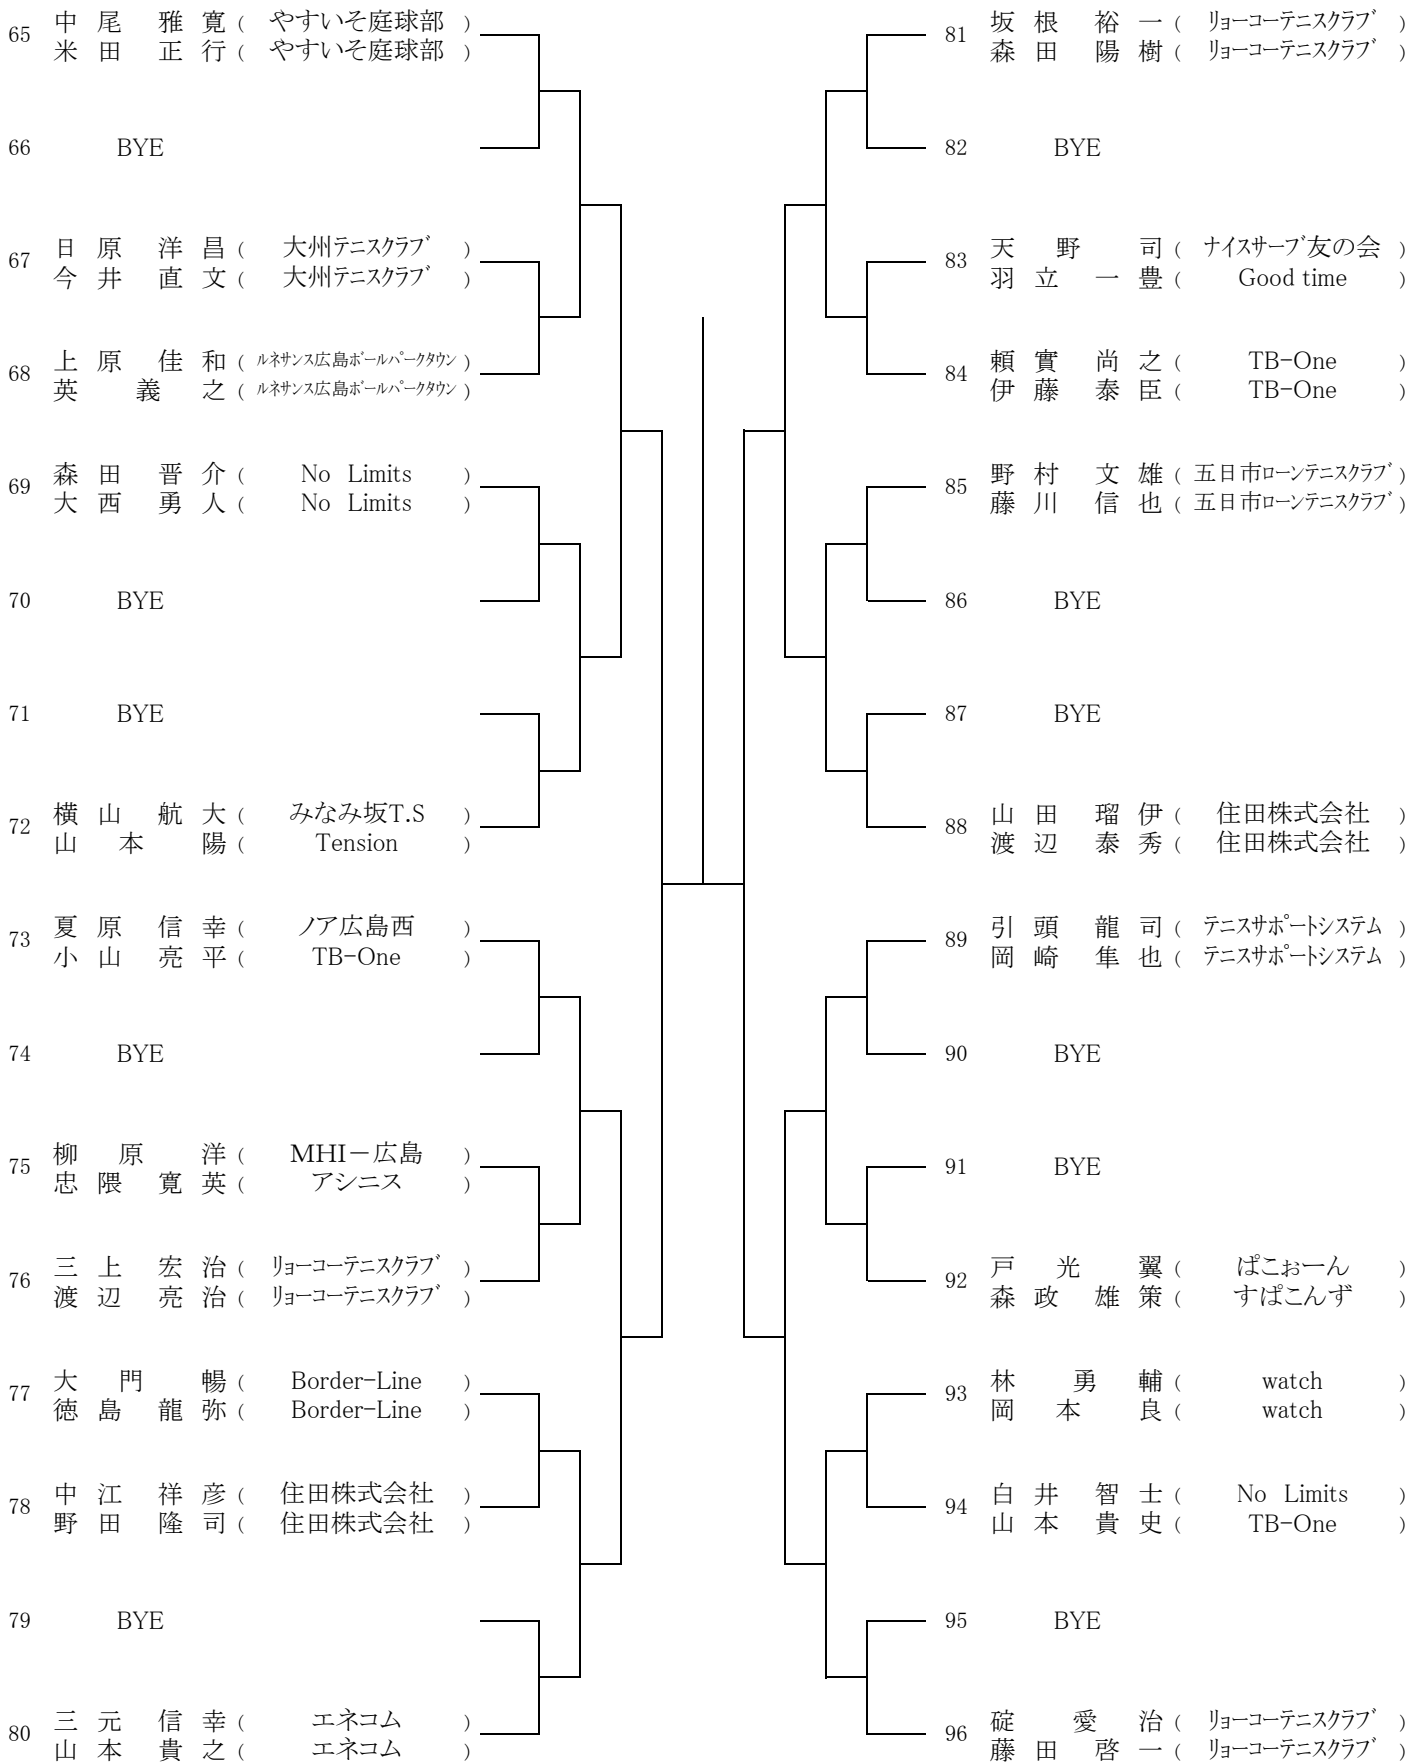 65 中尾 雅寛 ( やすいそ庭球部 )
米田 正行 ( やすいそ庭球部 )
66 BYE
67 日原 洋昌 ( 大州テニスクラブ )
今井 直文 ( 大州テニスクラブ )
68 上原 佳和 ( ルネサンス広島ボールパークタウン )
英 義之 ( ルネサンス広島ボールパークタウン )
69 森田 晋介 ( No Limits )
大西 勇人 ( No Limits )
70 BYE
71 BYE
72 横山 航大 ( みなみ坂T.S )
山本 陽 ( Tension )
73 夏原 信幸 ( ノア広島西 )
小山 亮平 ( TB-One )
74 BYE
75 柳原 洋 ( MHI－広島 )
忠隈 寛英 ( アシニス )
76 三上 宏治 ( リョーコーテニスクラブ )
渡辺 亮治 ( リョーコーテニスクラブ )
77 大門 暢 ( Border-Line )
徳島 龍弥 ( Border-Line )
78 中江 祥彦 ( 住田株式会社 )
野田 隆司 ( 住田株式会社 )
79 BYE
80 三元 信幸 ( エネコム )
山本 貴之 ( エネコム )
81 坂根 裕一 ( リョーコーテニスクラブ )
森田 陽樹 ( リョーコーテニスクラブ )
82 BYE
83 天野 司 ( ナイスサーブ友の会 )
羽立 一豊 ( Good time )
84 頼實 尚之 ( TB-One )
伊藤 泰臣 ( TB-One )
85 野村 文雄 ( 五日市ローンテニスクラブ )
藤川 信也 ( 五日市ローンテニスクラブ )
86 BYE
87 BYE
88 山田 瑠伊 ( 住田株式会社 )
渡辺 泰秀 ( 住田株式会社 )
89 引頭 龍司 ( テニスサポートシステム )
岡崎 隼也 ( テニスサポートシステム )
90 BYE
91 BYE
92 戸光 翼 ( ぱこぉーん )
森政 雄策 ( すぱこんず )
93 林 勇輔 ( watch )
岡本 良 ( watch )
94 白井 智士 ( No Limits )
山本 貴史 ( TB-One )
95 BYE
96 碇 愛治 ( リョーコーテニスクラブ )
藤田 啓一 ( リョーコーテニスクラブ )